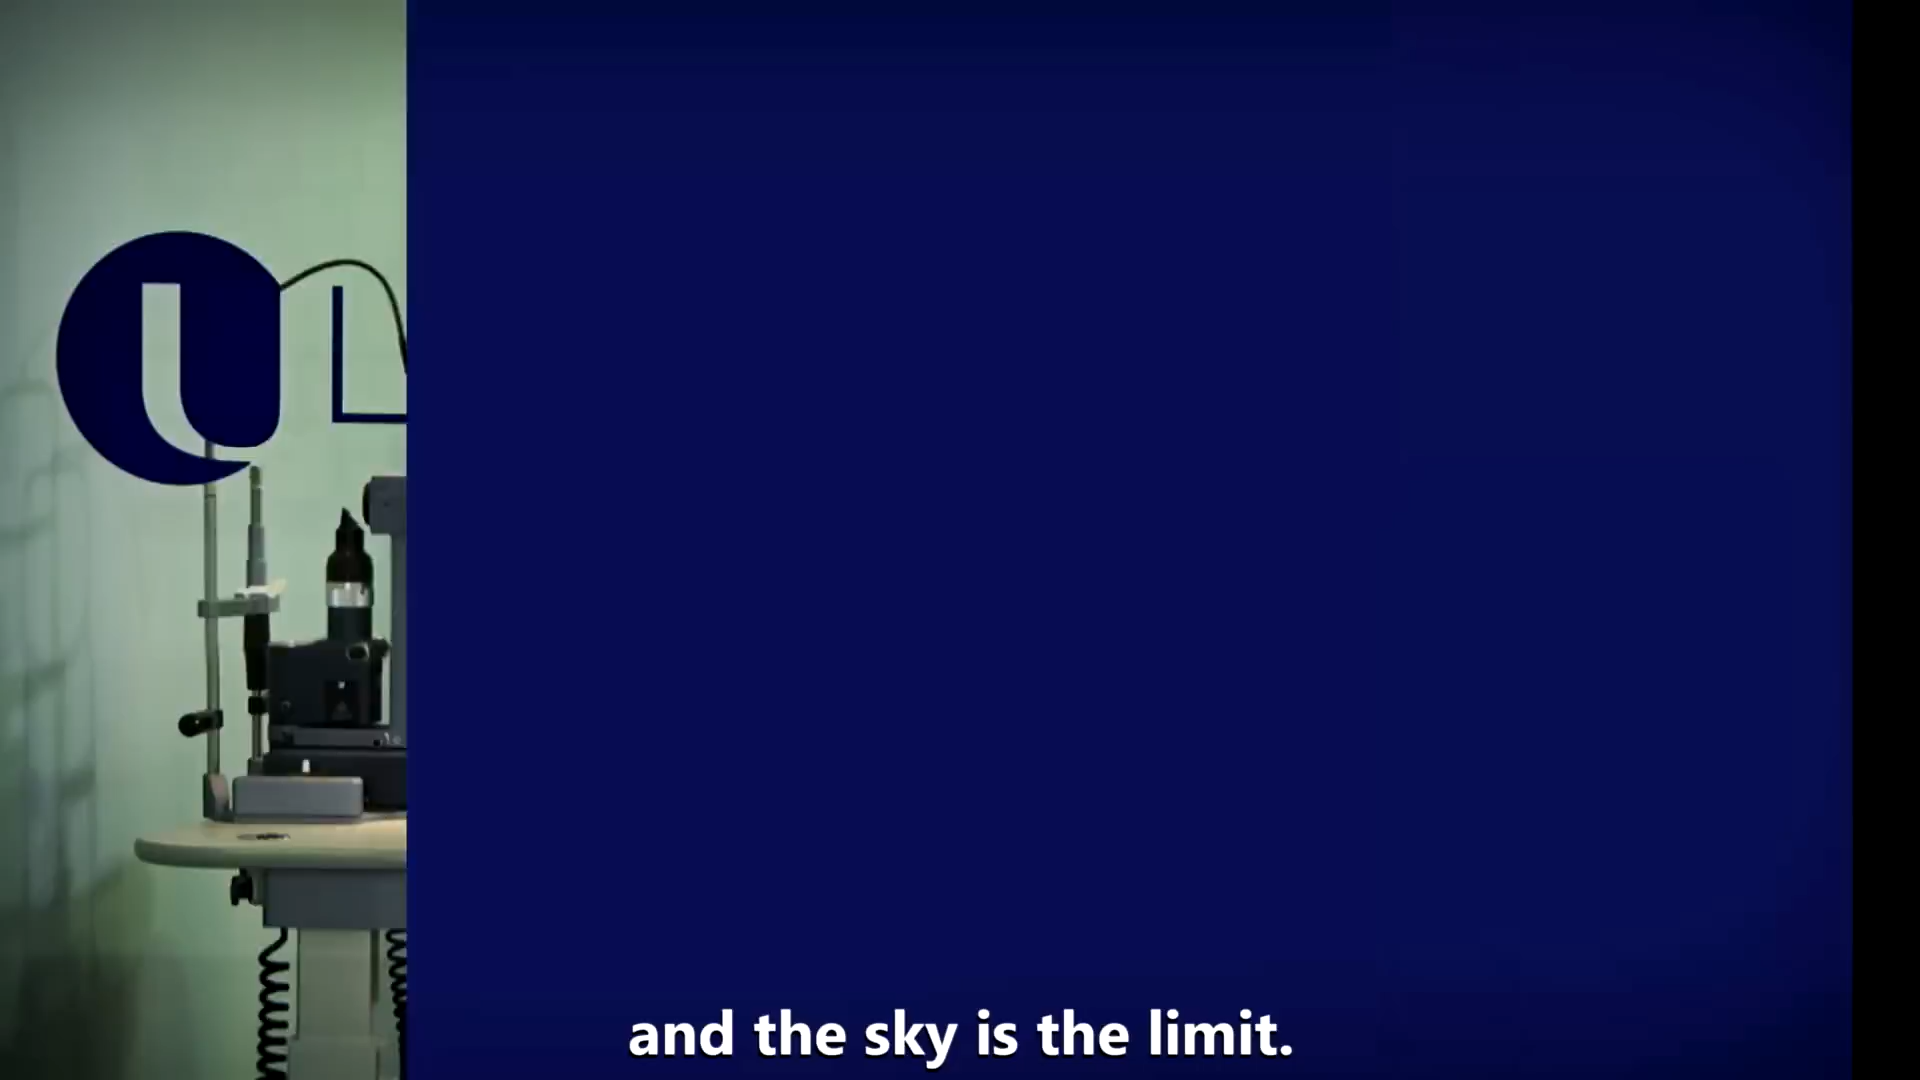 U L
and the sky is the limit.